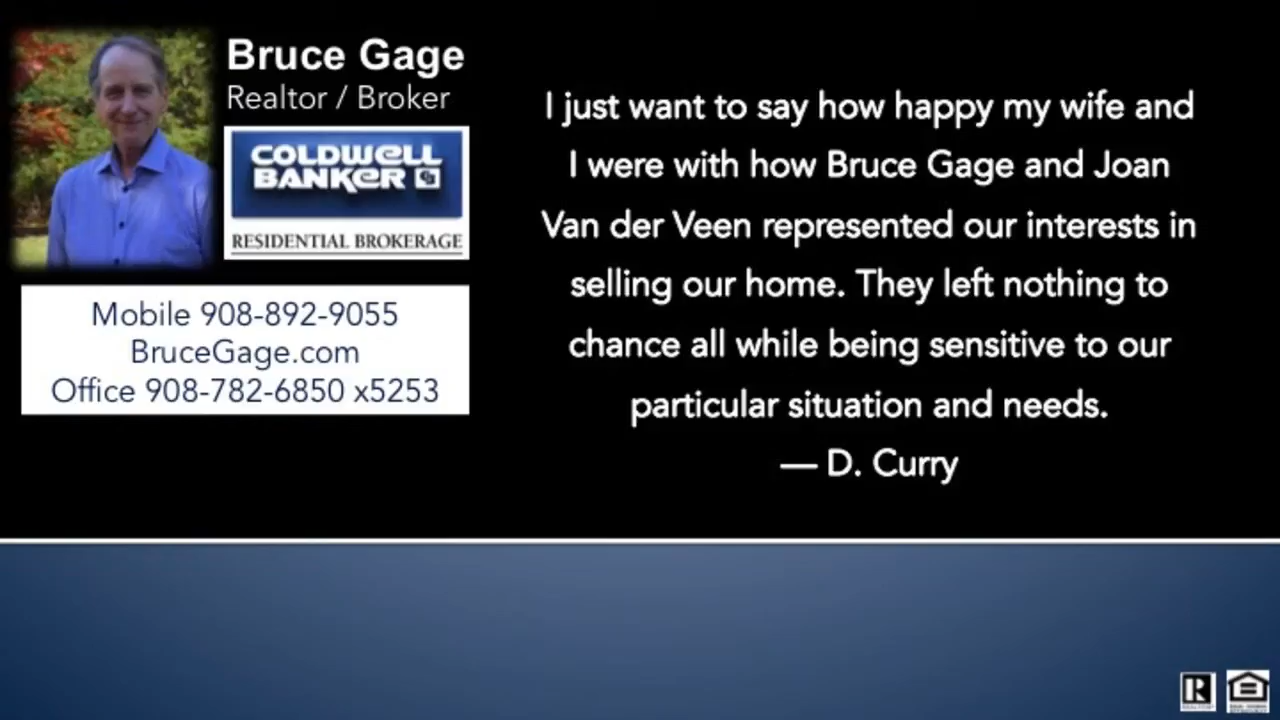 Bruce Gage
Realtor / Broker
COLDWELL
BANKER
RESIDENTIAL BROKERAGE
Mobile 908-892-9055
BruceGage.com
Office 908-782-6850 x5253
I just want to say how happy my wife and
I were with how Bruce Gage and Joan
Van der Veen represented our interests in
selling our home. They left nothing to
chance all while being sensitive to our
particular situation and needs.
— D. Curry
R